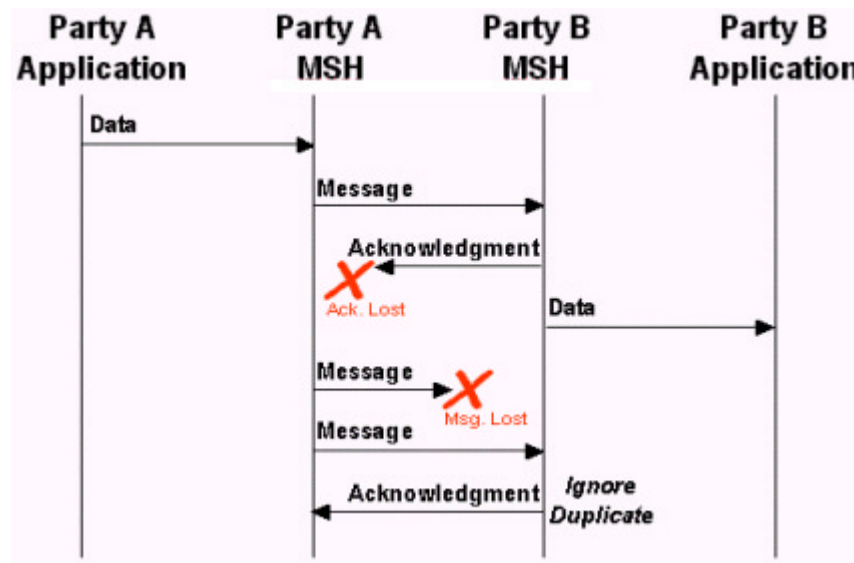 Party A
Application
Party A
MSH
Party B
MSH
Party B
Application
Data
Message
Acknowledgment
Ack. Lost
Data
Message
Msg. Lost
Message
Acknowledgment
Ignore
Duplicate